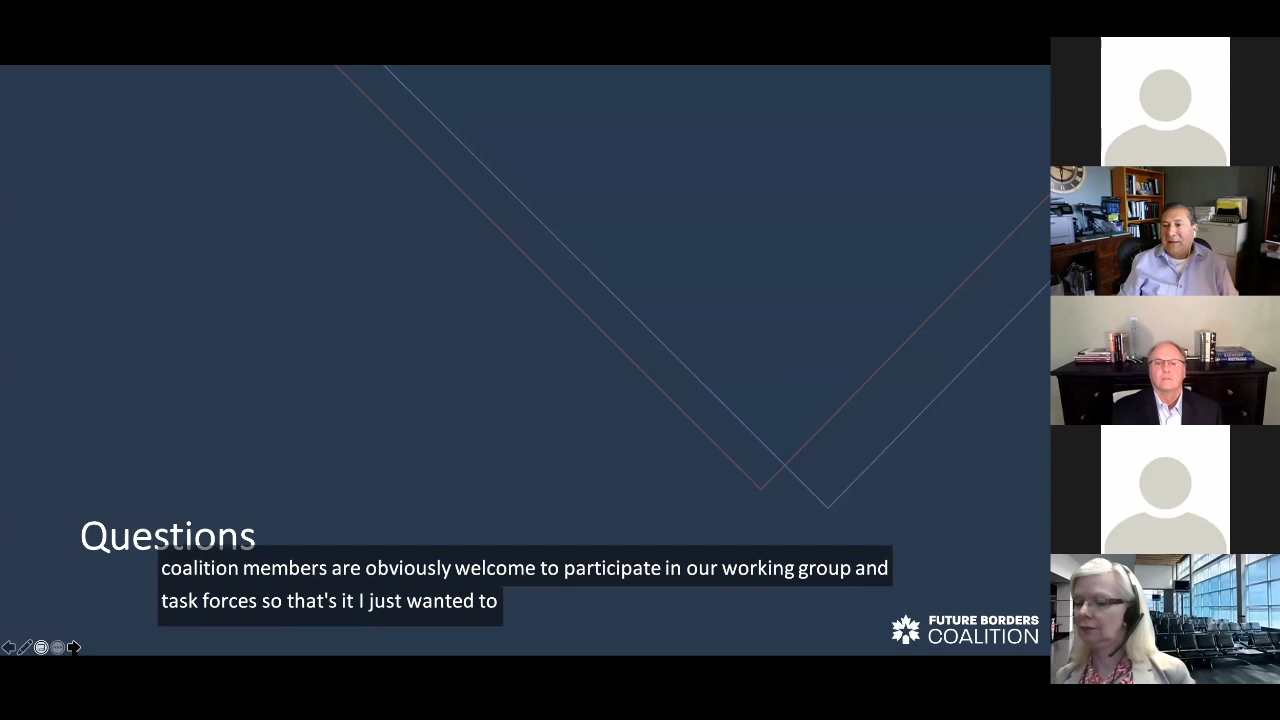 Questions
coalition members are obviously welcome to participate in our working group and
task forces so that's it I just wanted to
FUTURE BORDERS
COALITION